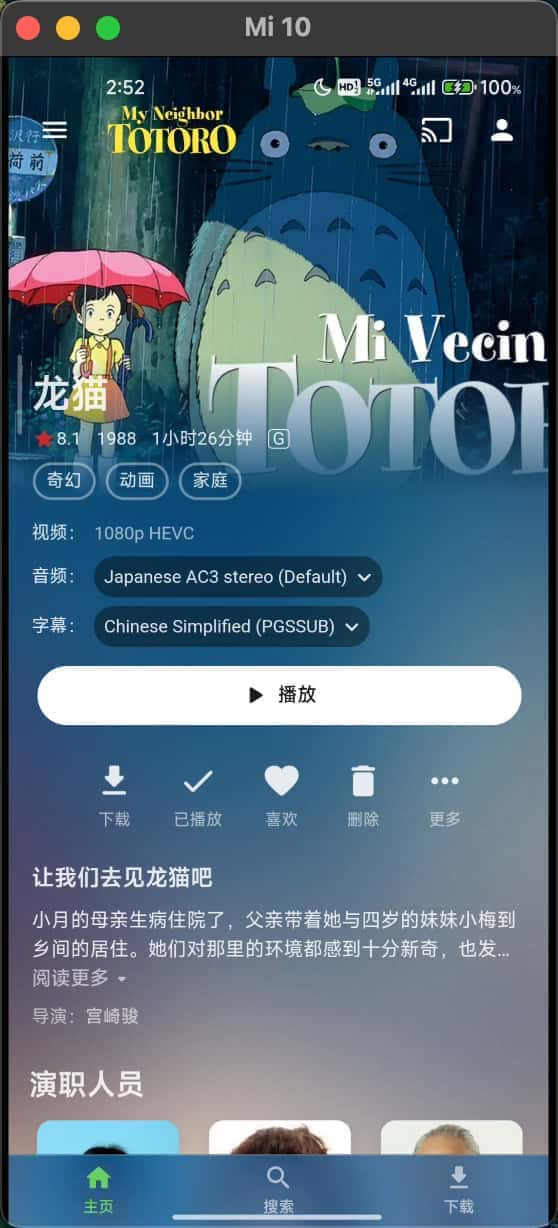 Mi 10
2:52
HD 5G 4G 100%
My Neighbor
TOTORO
荷前
Mi Vecin
TOTOR
龙猫
8.1 1988 1小时26分钟 G
奇幻 动画 家庭
视频： 1080p HEVC
音频： Japanese AC3 stereo (Default)
字幕： Chinese Simplified (PGSSUB)
播放
下载 已播放 喜欢 删除 更多
让我们去见龙猫吧
小月的母亲生病住院了，父亲带着她与四岁的妹妹小梅到
乡间的居住。她们对那里的环境都感到十分新奇，也发...
阅读更多
导演：宫崎骏
演职人员
主页 搜索 下载